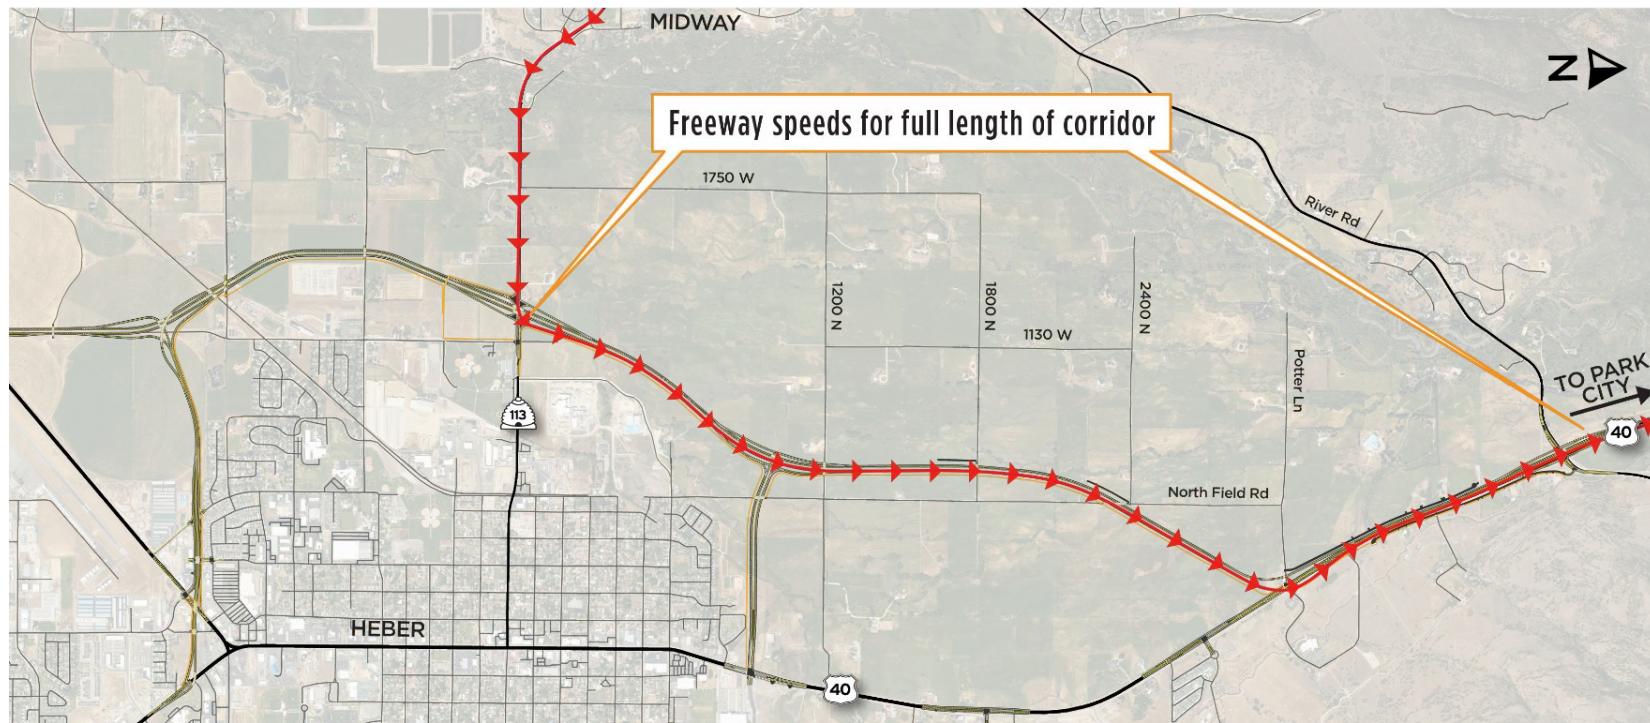 MIDWAY
N
Freeway speeds for full length of corridor
1750 W
River Rd
1200 N
1800 N
2400 N
1130 W
Potter Ln
TO PARK
CITY
113
40
North Field Rd
HEBER
40